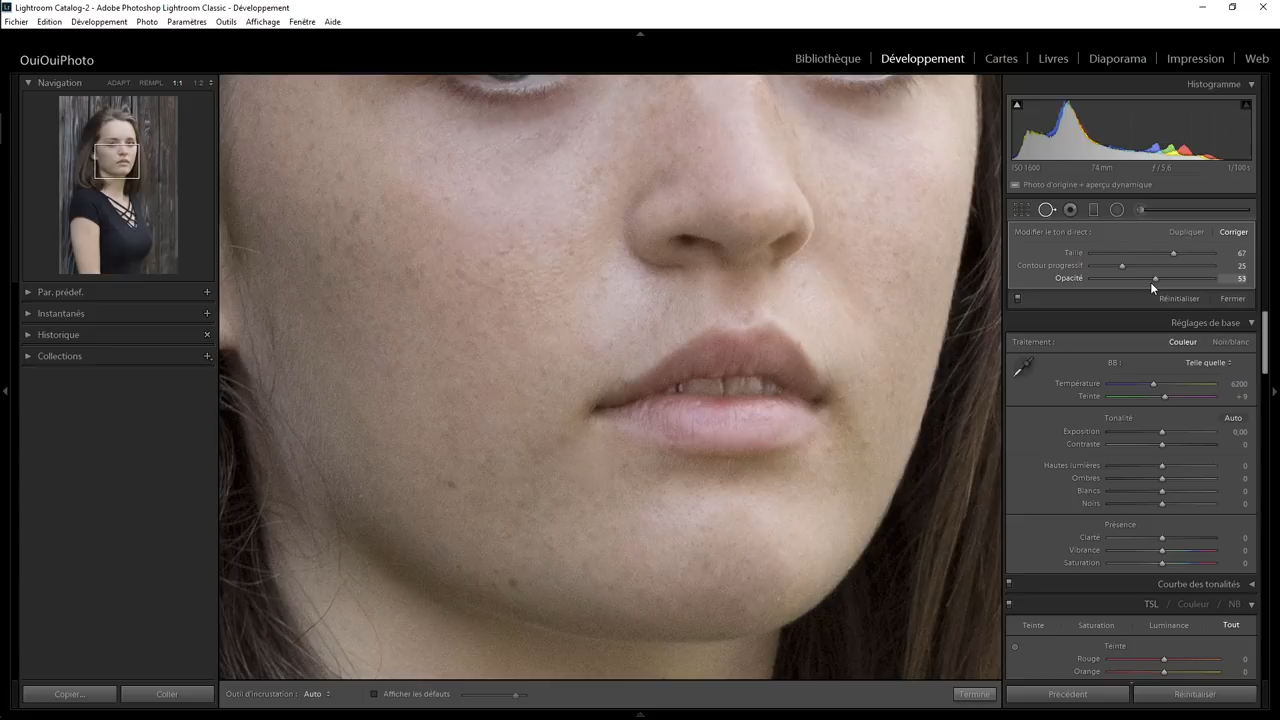 Lightroom Catalog-2 - Adobe Photoshop Lightroom Classic - Développement
Fichier Edition Développement Photo Paramètres Outils Affichage Fenêtre Aide
OuiOuiPhoto
Bibliothèque | Développement | Cartes | Livres | Diaporama | Impression | Web
Navigation ADAPT. REMPL. 1:1 1:2
Par. prédef. +
Instantanés +
Historique ×
Collections +
Copier... Coller
Outil d'incrustation : Auto Afficher les défauts Terminé
Histogramme
ISO 1600 74 mm ƒ / 5,6 1/100 s
Photo d'origine + aperçu dynamique
Modifier le ton direct : Dupliquer Corriger
Taille 67
Contour progressif 25
Opacité 53
Réinitialiser Fermer
Réglages de base
Traitement : Couleur Noir/blanc
BB : Telle quelle
Température 6200
Teinte + 9
Tonalité Auto
Exposition 0,00
Contraste 0
Hautes lumières 0
Ombres 0
Blancs 0
Noirs 0
Présence
Clarté 0
Vibrance 0
Saturation 0
Courbe des tonalités
TSL / Couleur / NB
Teinte Saturation Luminance Tout
Teinte
Rouge 0
Orange 0
Précédent Réinitialiser